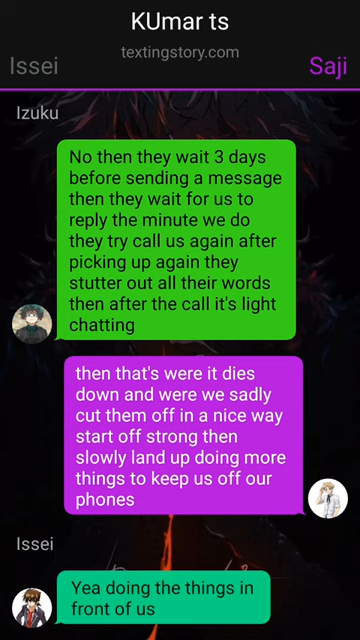 KUmar ts
textingstory.com
Issei
Saji
Izuku
No then they wait 3 days
before sending a message
then they wait for us to
reply the minute we do
they try call us again after
picking up again they
stutter out all their words
then after the call it's light
chatting
then that's were it dies
down and were we sadly
cut them off in a nice way
start off strong then
slowly land up doing more
things to keep us off our
phones
Issei
Yea doing the things in
front of us